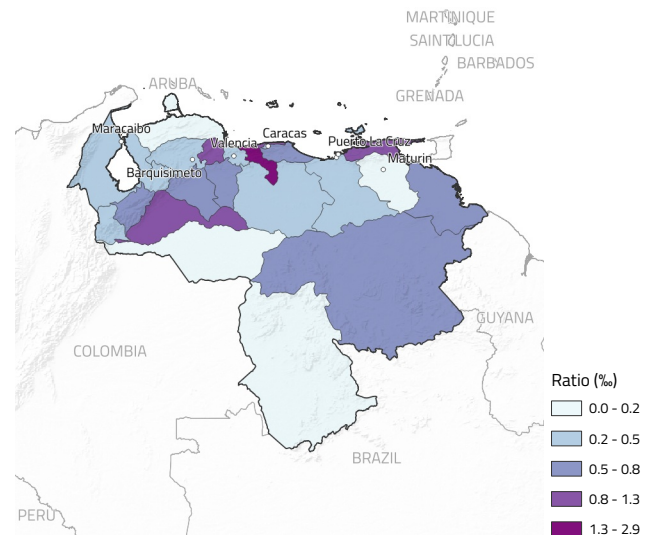 MARTINIQUE
SAINT LUCIA
BARBADOS
ARUBA
GRENADA
Maracaibo
Valencia
Caracas
Puerto La Cruz
Maturin
Barquisimeto
GUYANA
COLOMBIA
BRAZIL
PERU
Ratio (‰)
0.0 - 0.2
0.2 - 0.5
0.5 - 0.8
0.8 - 1.3
1.3 - 2.9